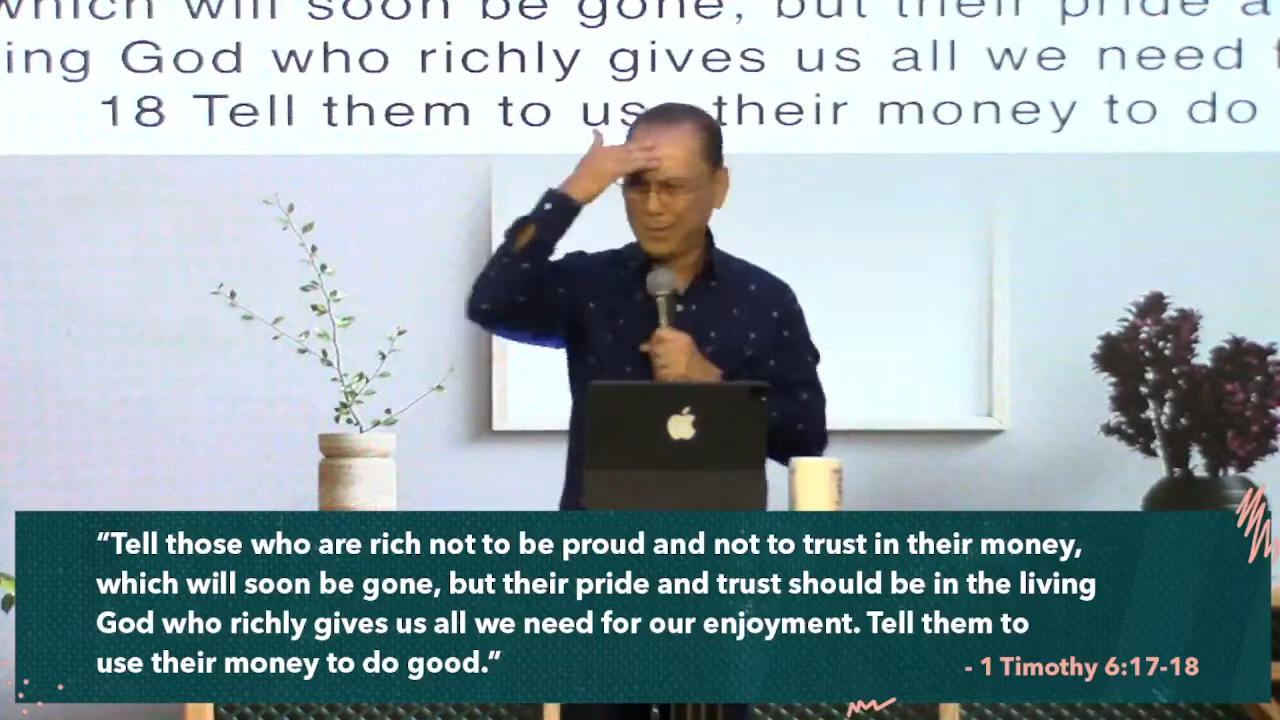 which will soon be gone, but their pride a
ing God who richly gives us all we need
18 Tell them to use their money to do
“Tell those who are rich not to be proud and not to trust in their money,
which will soon be gone, but their pride and trust should be in the living
God who richly gives us all we need for our enjoyment. Tell them to
use their money to do good.”
- 1 Timothy 6:17-18